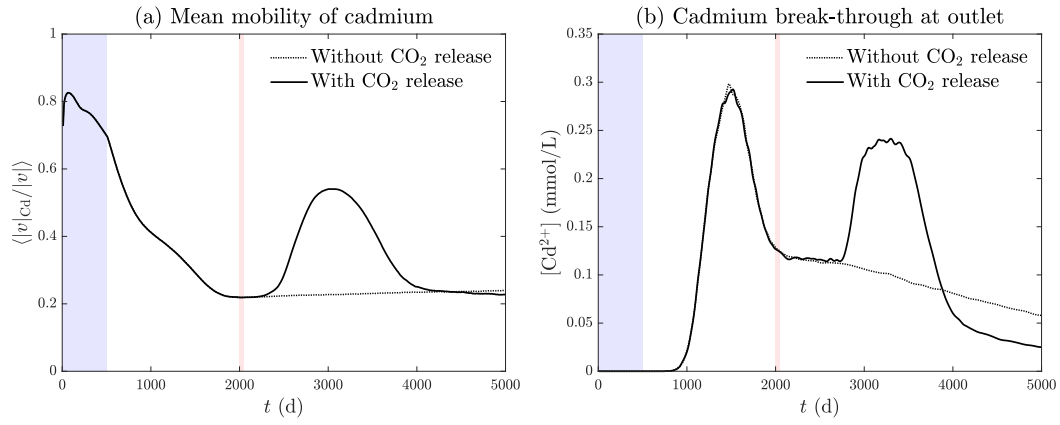 (a) Mean mobility of cadmium
⟨|v|Cd/|v|⟩
1
0.8
0.6
0.4
0.2
0
0
1000
2000
3000
4000
5000
t (d)
Without CO₂ release
With CO₂ release
(b) Cadmium break-through at outlet
[Cd²⁺] (mmol/L)
0.35
0.3
0.25
0.2
0.15
0.1
0.05
0
0
1000
2000
3000
4000
5000
t (d)
Without CO₂ release
With CO₂ release